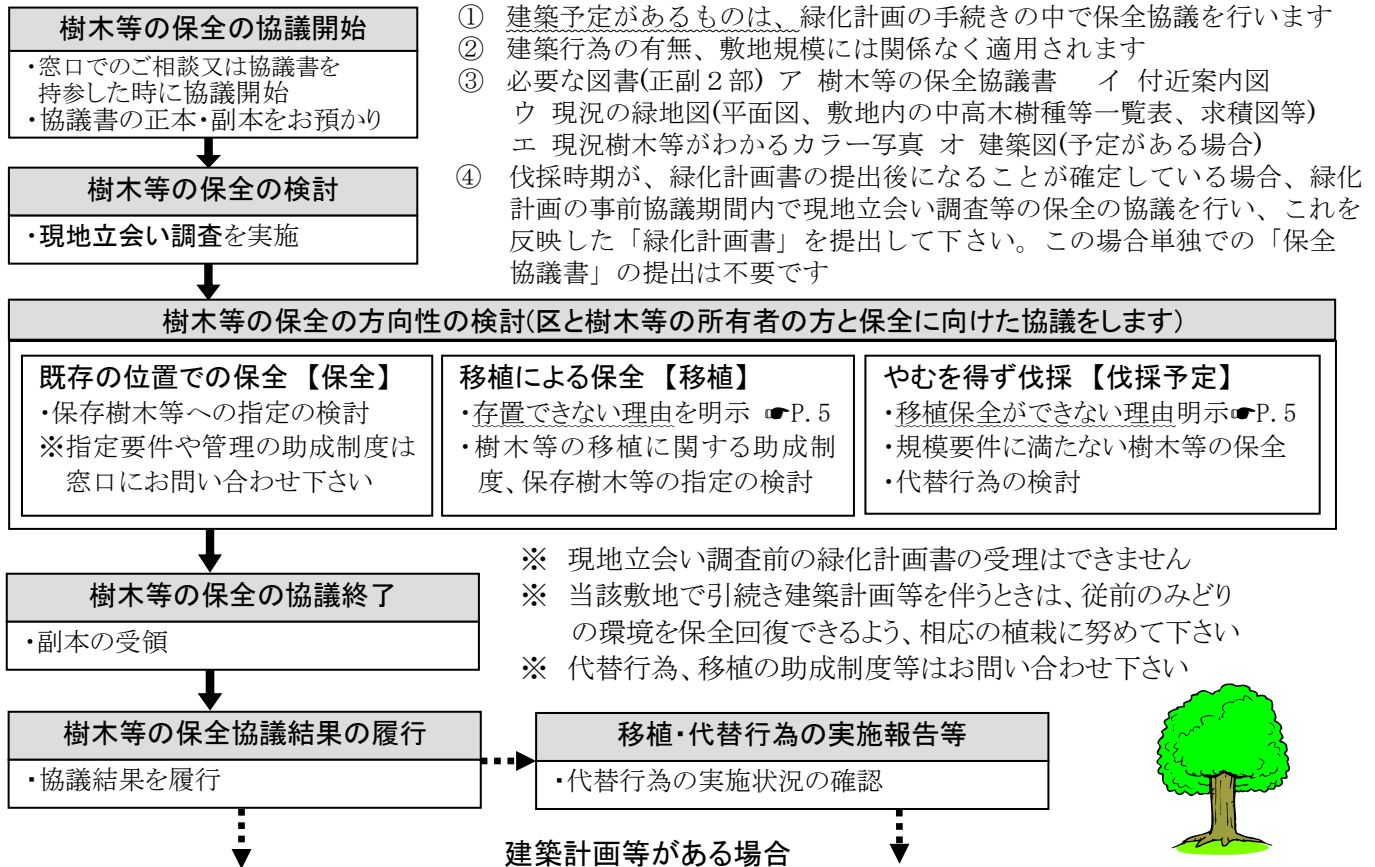 樹木等の保全の協議開始
・窓口でのご相談又は協議書を
持参した時に協議開始
・協議書の正本・副本をお預かり
① 建築予定があるものは、緑化計画の手続きの中で保全協議を行います
② 建築行為の有無、敷地規模には関係なく適用されます
③ 必要な図書(正副２部) ア 樹木等の保全協議書 イ 付近案内図
ウ 現況の緑地図(平面図、敷地内の中高木樹種等一覧表、求積図等)
エ 現況樹木等がわかるカラー写真 オ 建築図(予定がある場合)
④ 伐採時期が、緑化計画書の提出後になることが確定している場合、緑化
計画の事前協議期間内で現地立会い調査等の保全の協議を行い、これを
反映した「緑化計画書」を提出して下さい。この場合単独での「保全
協議書」の提出は不要です
樹木等の保全の検討
・現地立会い調査を実施
樹木等の保全の方向性の検討(区と樹木等の所有者の方と保全に向けた協議をします)
既存の位置での保全 【保全】
・保存樹木等への指定の検討
※指定要件や管理の助成制度は
窓口にお問い合わせ下さい
移植による保全 【移植】
・存置できない理由を明示 ☛P.5
・樹木等の移植に関する助成制
度、保存樹木等の指定の検討
やむを得ず伐採 【伐採予定】
・移植保全ができない理由明示☛P.5
・規模要件に満たない樹木等の保全
・代替行為の検討
※ 現地立会い調査前の緑化計画書の受理はできません
※ 当該敷地で引続き建築計画等を伴うときは、従前のみどり
の環境を保全回復できるよう、相応の植栽に努めて下さい
※ 代替行為、移植の助成制度等はお問い合わせ下さい
樹木等の保全の協議終了
・副本の受領
樹木等の保全協議結果の履行
・協議結果を履行
移植・代替行為の実施報告等
・代替行為の実施状況の確認
建築計画等がある場合